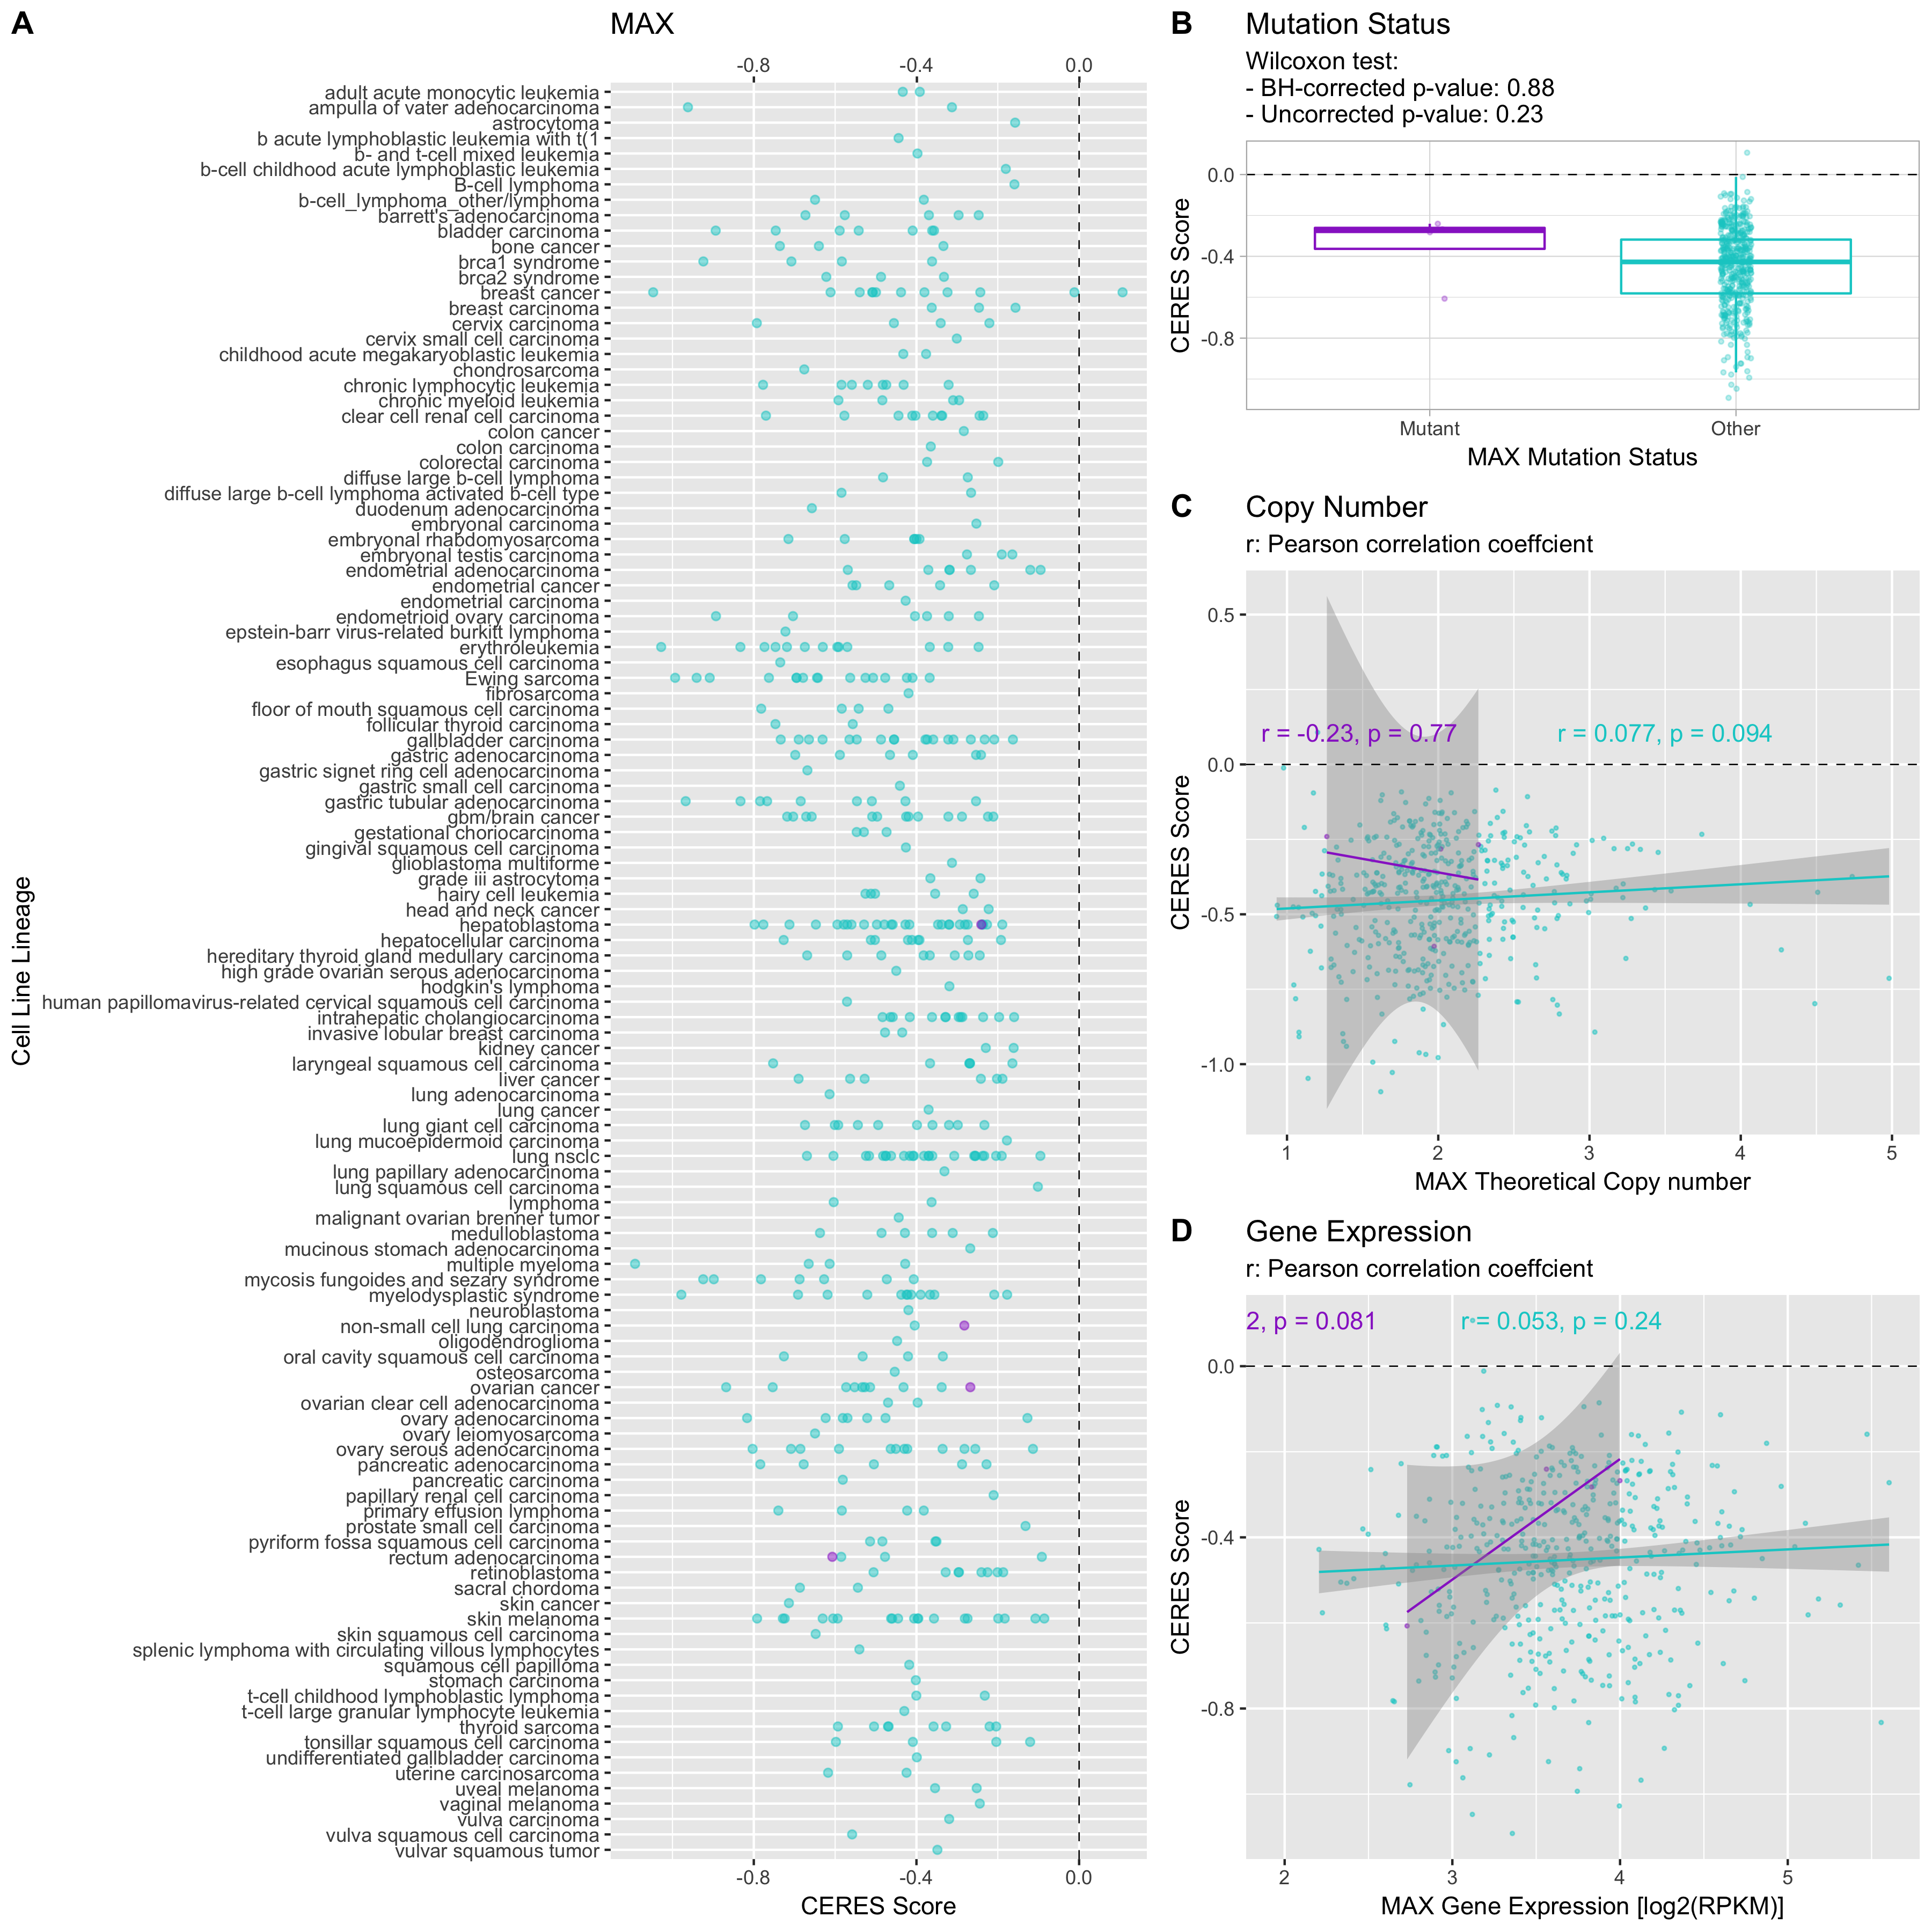 A
MAX
-0.8
-0.4
0.0
adult acute monocytic leukemia
ampulla of vater adenocarcinoma
astrocytoma
b acute lymphoblastic leukemia with t(1
b- and t-cell mixed leukemia
b-cell childhood acute lymphoblastic leukemia
B-cell lymphoma
b-cell_lymphoma_other/lymphoma
barrett's adenocarcinoma
bladder carcinoma
bone cancer
brca1 syndrome
brca2 syndrome
breast cancer
breast carcinoma
cervix carcinoma
cervix small cell carcinoma
childhood acute megakaryoblastic leukemia
chondrosarcoma
chronic lymphocytic leukemia
chronic myeloid leukemia
clear cell renal cell carcinoma
colon cancer
colon carcinoma
colorectal carcinoma
diffuse large b-cell lymphoma
diffuse large b-cell lymphoma activated b-cell type
duodenum adenocarcinoma
embryonal carcinoma
embryonal rhabdomyosarcoma
embryonal testis carcinoma
endometrial adenocarcinoma
endometrial cancer
endometrial carcinoma
endometrioid ovary carcinoma
epstein-barr virus-related burkitt lymphoma
erythroleukemia
esophagus squamous cell carcinoma
Ewing sarcoma
fibrosarcoma
floor of mouth squamous cell carcinoma
follicular thyroid carcinoma
gallbladder carcinoma
gastric adenocarcinoma
gastric signet ring cell adenocarcinoma
gastric small cell carcinoma
gastric tubular adenocarcinoma
gbm/brain cancer
gestational choriocarcinoma
gingival squamous cell carcinoma
glioblastoma multiforme
grade iii astrocytoma
hairy cell leukemia
head and neck cancer
hepatoblastoma
hepatocellular carcinoma
hereditary thyroid gland medullary carcinoma
high grade ovarian serous adenocarcinoma
hodgkin's lymphoma
human papillomavirus-related cervical squamous cell carcinoma
intrahepatic cholangiocarcinoma
invasive lobular breast carcinoma
kidney cancer
laryngeal squamous cell carcinoma
liver cancer
lung adenocarcinoma
lung cancer
lung giant cell carcinoma
lung mucoepidermoid carcinoma
lung nsclc
lung papillary adenocarcinoma
lung squamous cell carcinoma
lymphoma
malignant ovarian brenner tumor
medulloblastoma
mucinous stomach adenocarcinoma
multiple myeloma
mycosis fungoides and sezary syndrome
myelodysplastic syndrome
neuroblastoma
non-small cell lung carcinoma
oligodendroglioma
oral cavity squamous cell carcinoma
osteosarcoma
ovarian cancer
ovarian clear cell adenocarcinoma
ovary adenocarcinoma
ovary leiomyosarcoma
ovary serous adenocarcinoma
pancreatic adenocarcinoma
pancreatic carcinoma
papillary renal cell carcinoma
primary effusion lymphoma
prostate small cell carcinoma
pyriform fossa squamous cell carcinoma
rectum adenocarcinoma
retinoblastoma
sacral chordoma
skin cancer
skin melanoma
skin squamous cell carcinoma
splenic lymphoma with circulating villous lymphocytes
squamous cell papilloma
stomach carcinoma
t-cell childhood lymphoblastic lymphoma
t-cell large granular lymphocyte leukemia
thyroid sarcoma
tonsillar squamous cell carcinoma
undifferentiated gallbladder carcinoma
uterine carcinosarcoma
uveal melanoma
vaginal melanoma
vulva carcinoma
vulva squamous cell carcinoma
vulvar squamous tumor
-0.8
-0.4
0.0
CERES Score
Cell Line Lineage
B
Mutation Status
Wilcoxon test:
- BH-corrected p-value: 0.88
- Uncorrected p-value: 0.23
0.0
-0.4
-0.8
CERES Score
Mutant
Other
MAX Mutation Status
C
Copy Number
r: Pearson correlation coeffcient
0.5
0.0
-0.5
-1.0
CERES Score
r = -0.23, p = 0.77
r = 0.077, p = 0.094
1
2
3
4
5
MAX Theoretical Copy number
D
Gene Expression
r: Pearson correlation coeffcient
2, p = 0.081
r = 0.053, p = 0.24
0.0
-0.4
-0.8
CERES Score
2
3
4
5
MAX Gene Expression [log2(RPKM)]